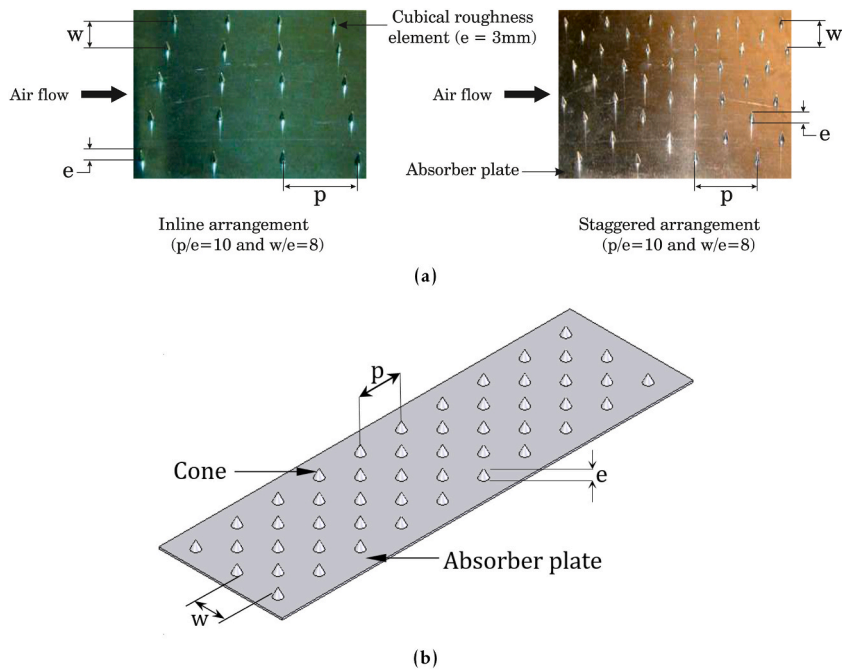 w
Cubical roughness
element (e = 3mm)
w
Air flow
Air flow
e
e
p
Absorber plate
p
Inline arrangement
(p/e=10 and w/e=8)
Staggered arrangement
(p/e=10 and w/e=8)
(a)
p
Cone
e
Absorber plate
w
(b)